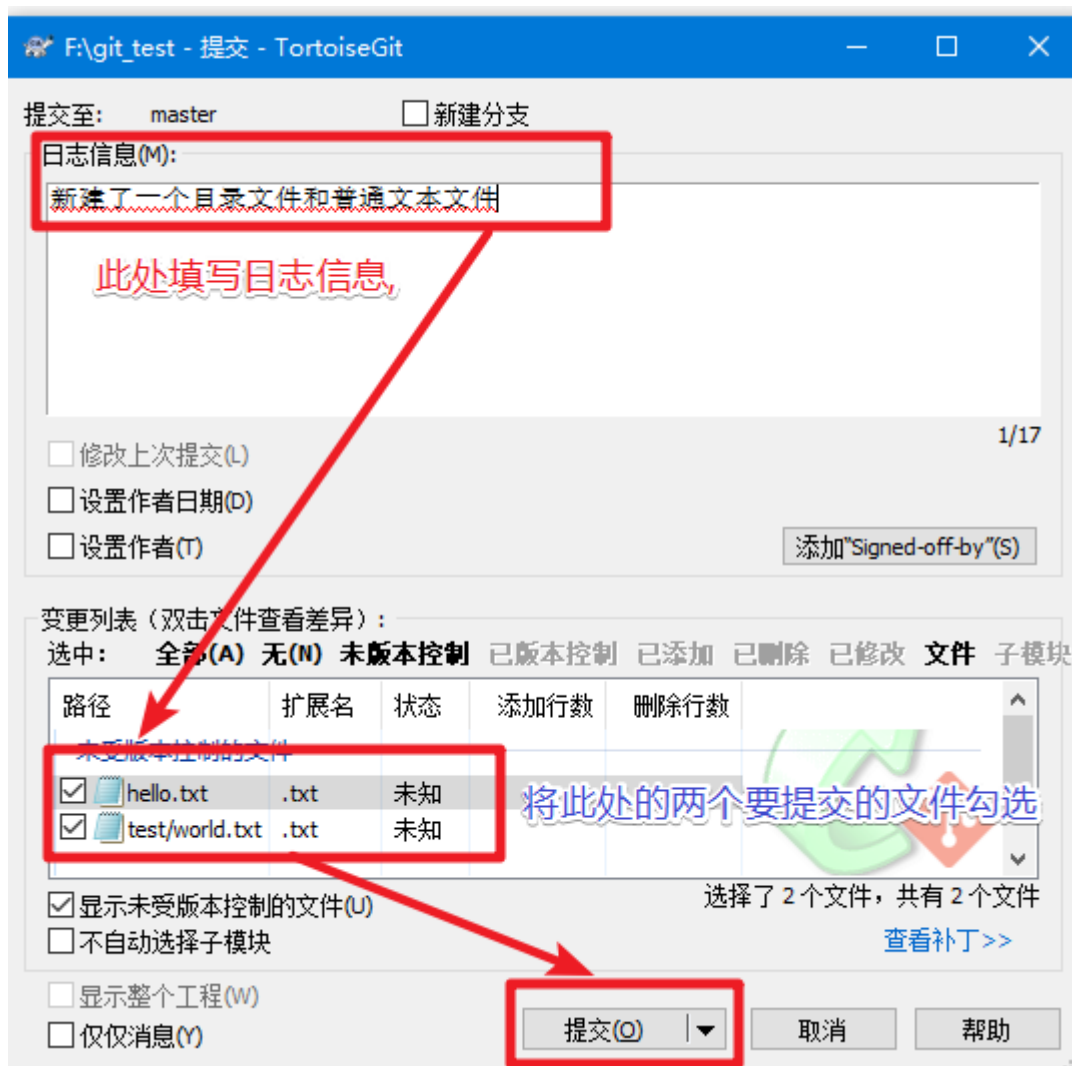 F:\git_test - 提交 - TortoiseGit
提交至: master 新建分支
日志信息(M):
新建了一个目录文件和普通文本文件
此处填写日志信息,
1/17
修改上次提交(L)
设置作者日期(D)
设置作者(T) 添加"Signed-off-by"(S)
变更列表（双击文件查看差异）:
选中: 全部(A) 无(N) 未版本控制 已版本控制 已添加 已删除 已修改 文件 子模块
路径 扩展名 状态 添加行数 删除行数
未受版本控制的文件
hello.txt .txt 未知
将此处的两个要提交的文件勾选
test/world.txt .txt 未知
选择了 2 个文件，共有 2 个文件
显示未受版本控制的文件(U)
不自动选择子模块 查看补丁>>
显示整个工程(W)
仅仅消息(Y) 提交(O) 取消 帮助